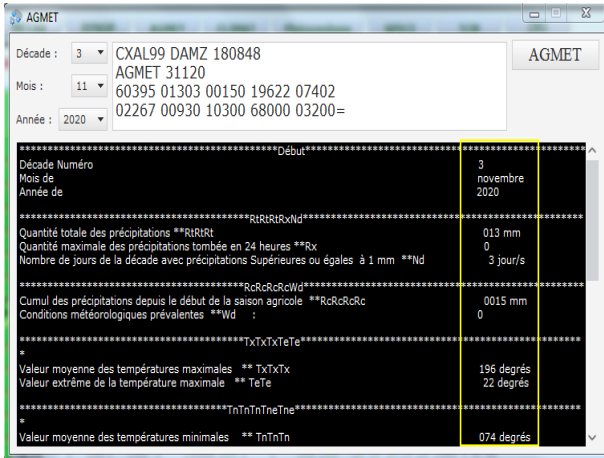 AGMET
Décade : 3
CXAL99 DAMZ 180848
AGMET
AGMET 31120
Mois : 11
60395 01303 00150 19622 07402
02267 00930 10300 68000 03200=
Année : 2020
**********************************************Début**********************************************
Décade Numéro 3
Mois de novembre
Année de 2020
*****************************************RtRtRtRxNd*****************************************
Quantité totale des précipitations **RtRtRt 013 mm
Quantité maximale des précipitations tombée en 24 heures **Rx 0
Nombre de jours de la décade avec précipitations Supérieures ou égales à 1 mm **Nd 3 jour/s
****************************************RcRcRcRcWd****************************************
Cumul des précipitations depuis le début de la saison agricole **RcRcRcRc 0015 mm
Conditions météorologiques prévalentes **Wd : 0
****************************************TxTxTxTeTe****************************************
*
Valeur moyenne des températures maximales ** TxTxTx 196 degrés
Valeur extrême de la température maximale ** TeTe 22 degrés
*************************************TnTnTnTneTne*************************************
*
Valeur moyenne des températures minimales ** TnTnTn 074 degrés